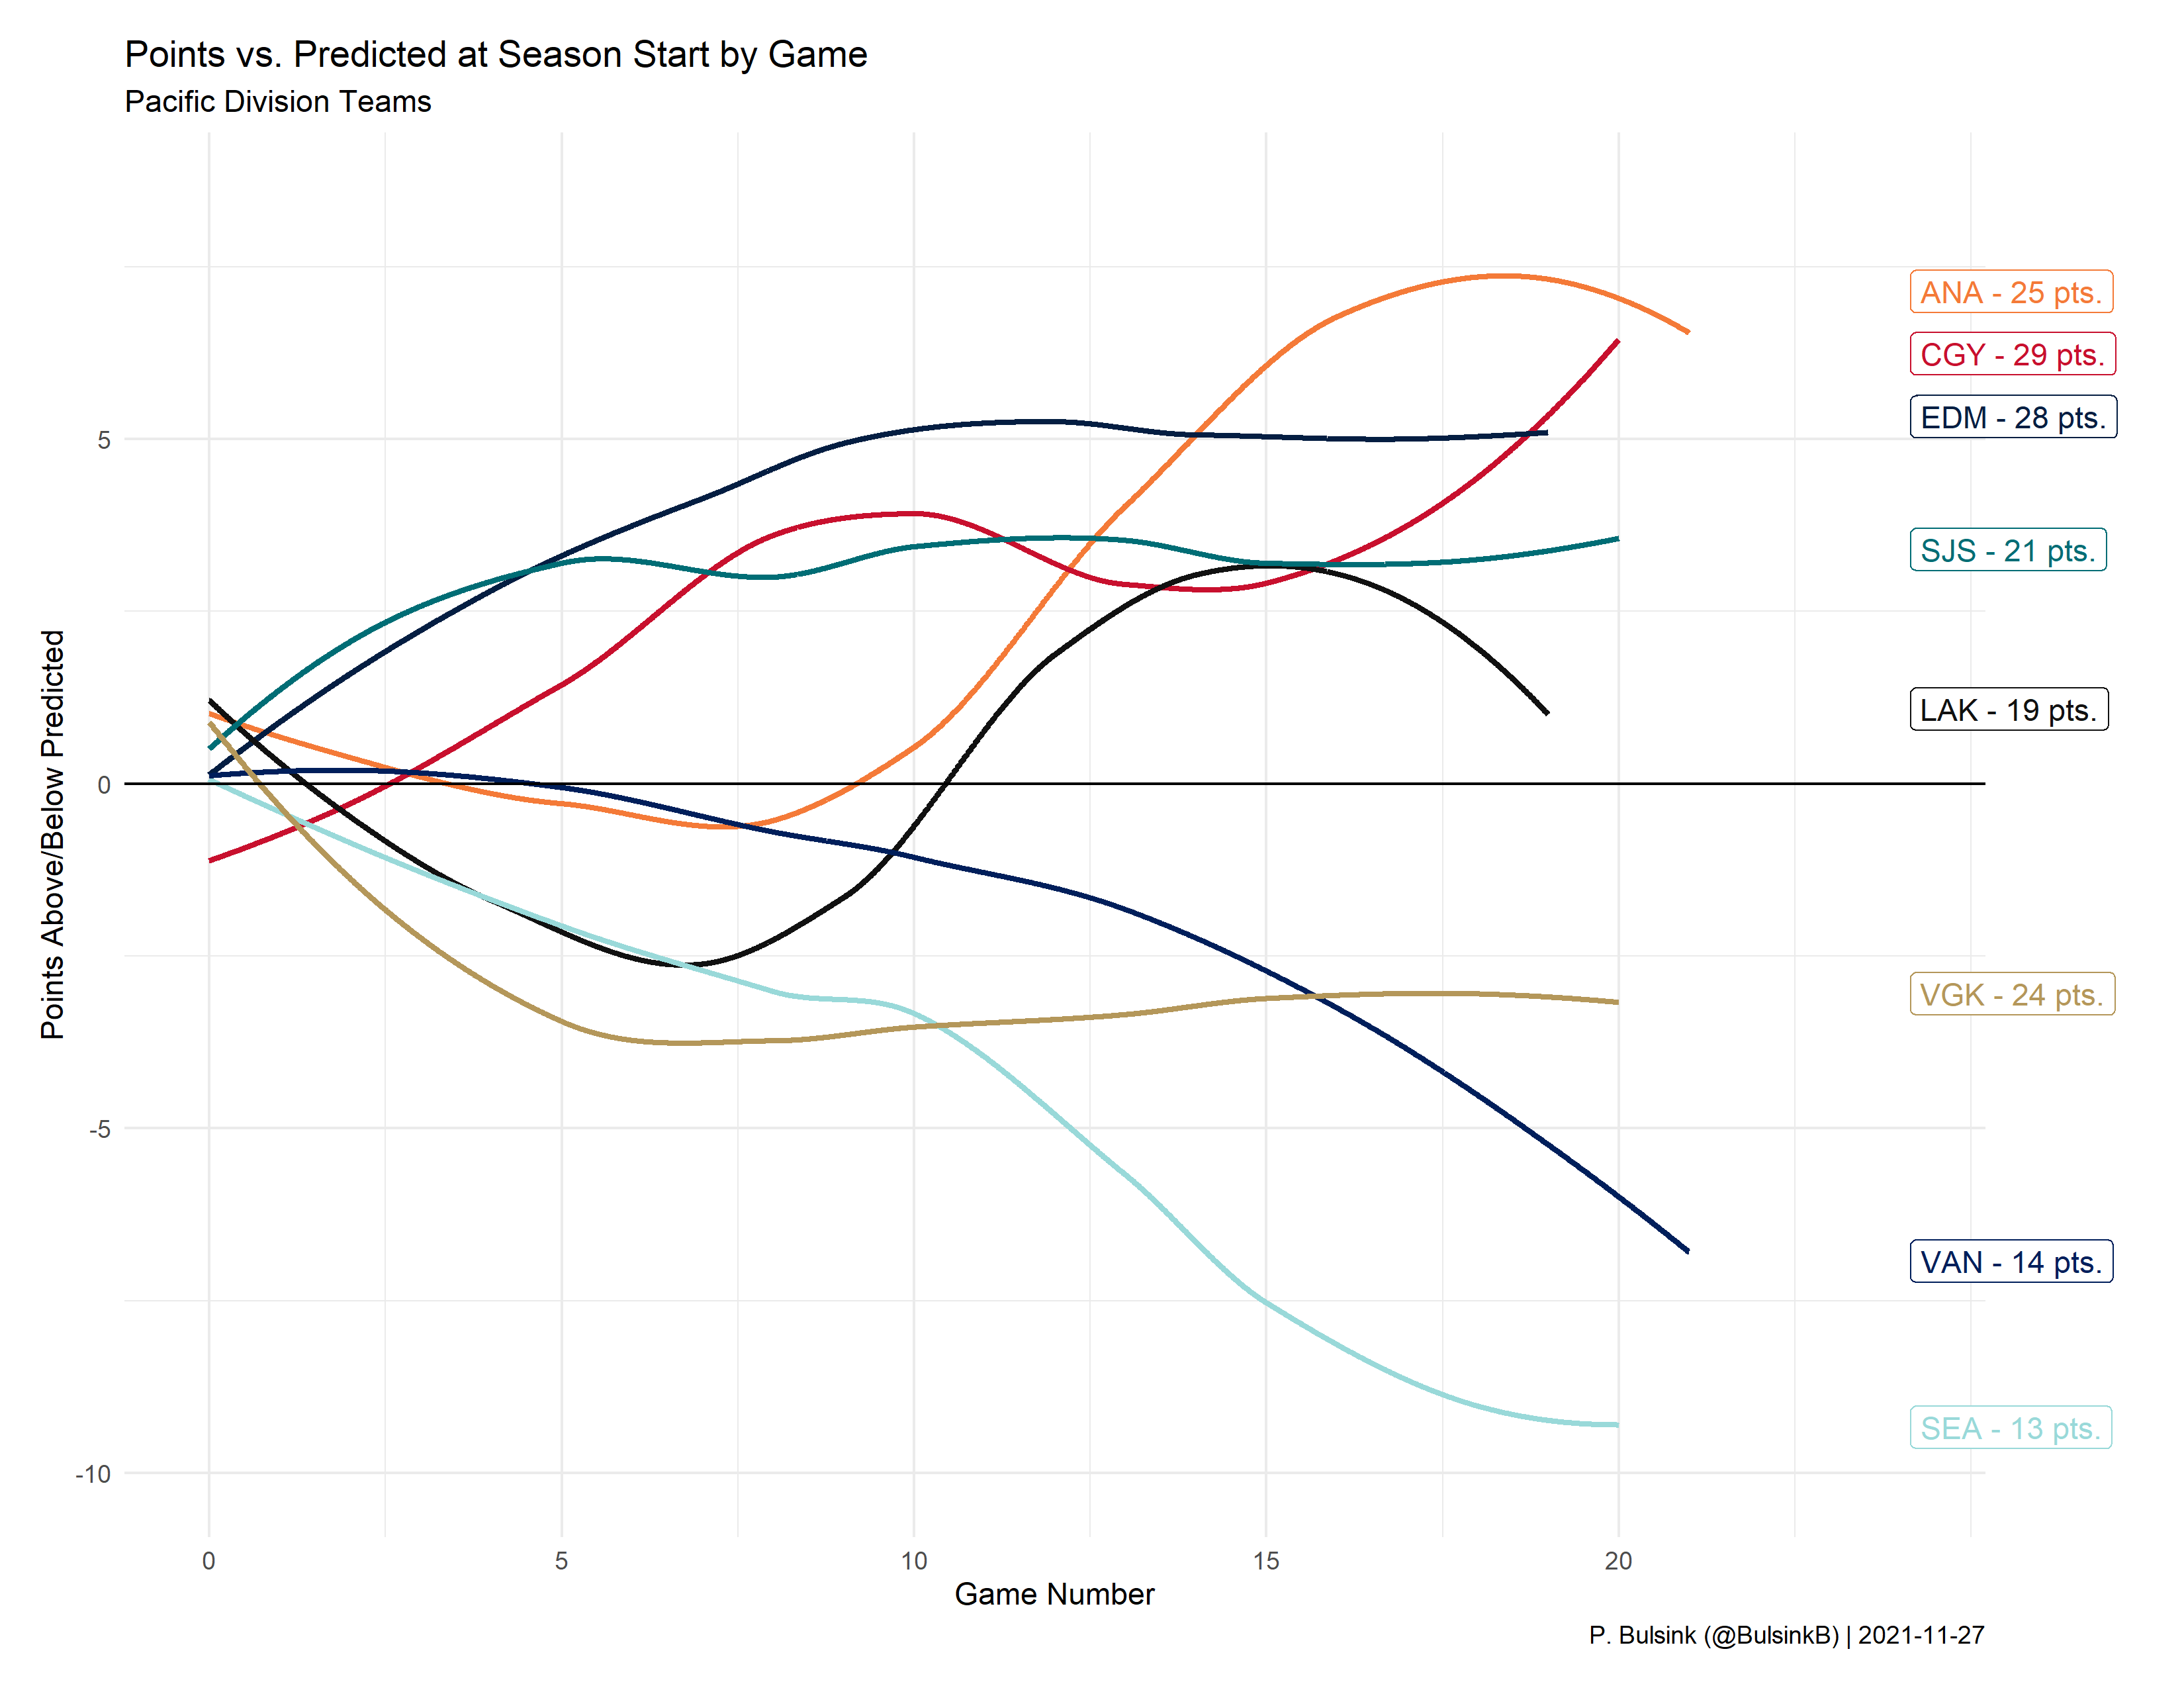 Points vs. Predicted at Season Start by Game
Pacific Division Teams
Points Above/Below Predicted
5
0
-5
-10
ANA - 25 pts.
CGY - 29 pts.
EDM - 28 pts.
SJS - 21 pts.
LAK - 19 pts.
VGK - 24 pts.
VAN - 14 pts.
SEA - 13 pts.
0 5 10 15 20
Game Number
P. Bulsink (@BulsinkB) | 2021-11-27